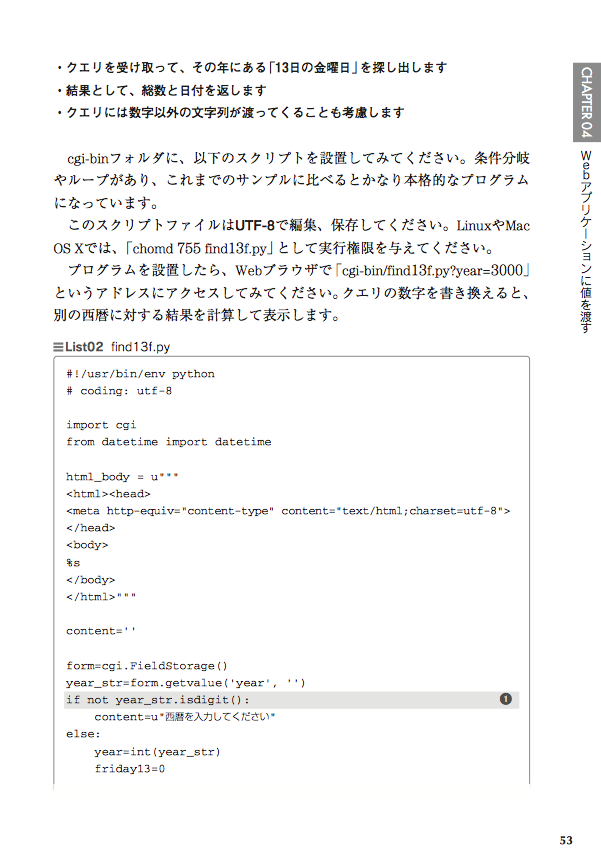 ・クエリを受け取って、その年にある「13日の金曜日」を探し出します
・結果として、総数と日付を返します
・クエリには数字以外の文字列が渡ってくることも考慮します
cgi-binフォルダに、以下のスクリプトを設置してみてください。条件分岐
やループがあり、これまでのサンプルに比べるとかなり本格的なプログラム
になっています。
このスクリプトファイルはUTF-8で編集、保存してください。LinuxやMac
OS Xでは、「chomd 755 find13f.py」として実行権限を与えてください。
プログラムを設置したら、Webブラウザで「cgi-bin/find13f.py?year=3000」
というアドレスにアクセスしてみてください。クエリの数字を書き換えると、
別の西暦に対する結果を計算して表示します。
List02 find13f.py
#!/usr/bin/env python
# coding: utf-8
import cgi
from datetime import datetime
html_body = u"""
<html><head>
<meta http-equiv="content-type" content="text/html;charset=utf-8">
</head>
<body>
%s
</body>
</html>"""
content=''
form=cgi.FieldStorage()
year_str=form.getvalue('year', '')
if not year_str.isdigit(): ❶
    content=u"西暦を入力してください"
else:
    year=int(year_str)
    friday13=0
CHAPTER 04 Webアプリケーションに値を渡す
53